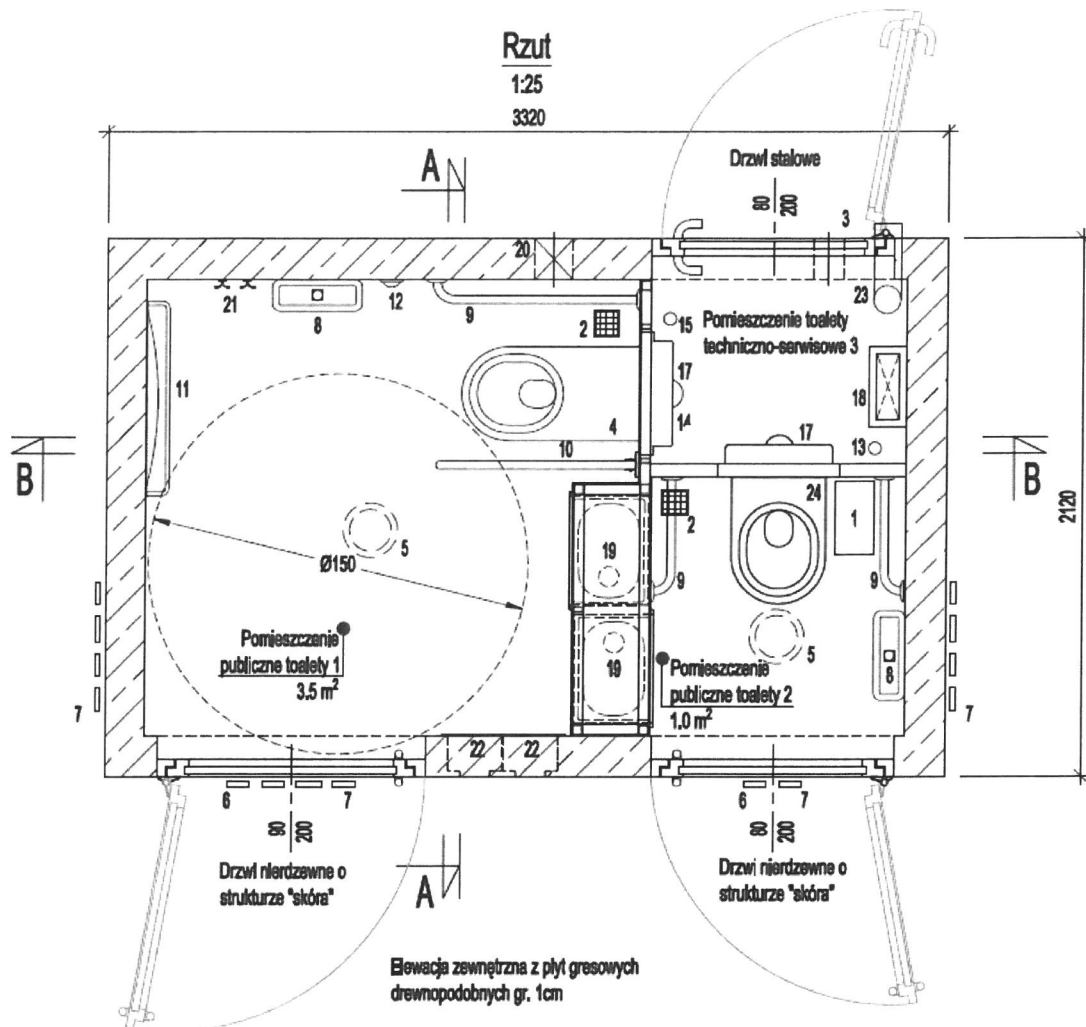 Rzut
1:25
3320
A
Drzwi stalowe
80
200
3
20
21
8
12
9
2
15
Pomieszczenie toalety
techniczno-serwisowe 3
23
11
17
18
4
14
17
13
10
B
B
2120
24
2
1
5
19
9
9
Ø150
Pomieszczenie
publiczne toalety 1
3.5 m²
19
5
8
Pomieszczenie
publiczne toalety 2
1.0 m²
7
7
22
22
6
7
6
7
90
200
80
200
Drzwi nierdzewne o
strukturze "skóra"
A
Drzwi nierdzewne o
strukturze "skóra"
Elewacja zewnętrzna z płyt gresowych
drewnopodobnych gr. 1cm